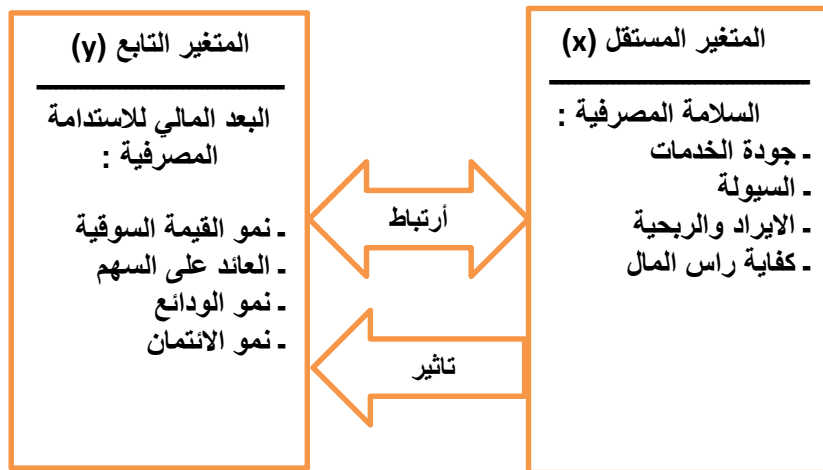 المتغير المستقل (x)
السلامة المصرفية :
ـ جودة الخدمات
ـ السيولة
ـ الايراد والربحية
ـ كفاية راس المال
أرتباط
تاثير
المتغير التابع (y)
البعد المالي للاستدامة
المصرفية :
ـ نمو القيمة السوقية
ـ العائد على السهم
ـ نمو الودائع
ـ نمو الائتمان